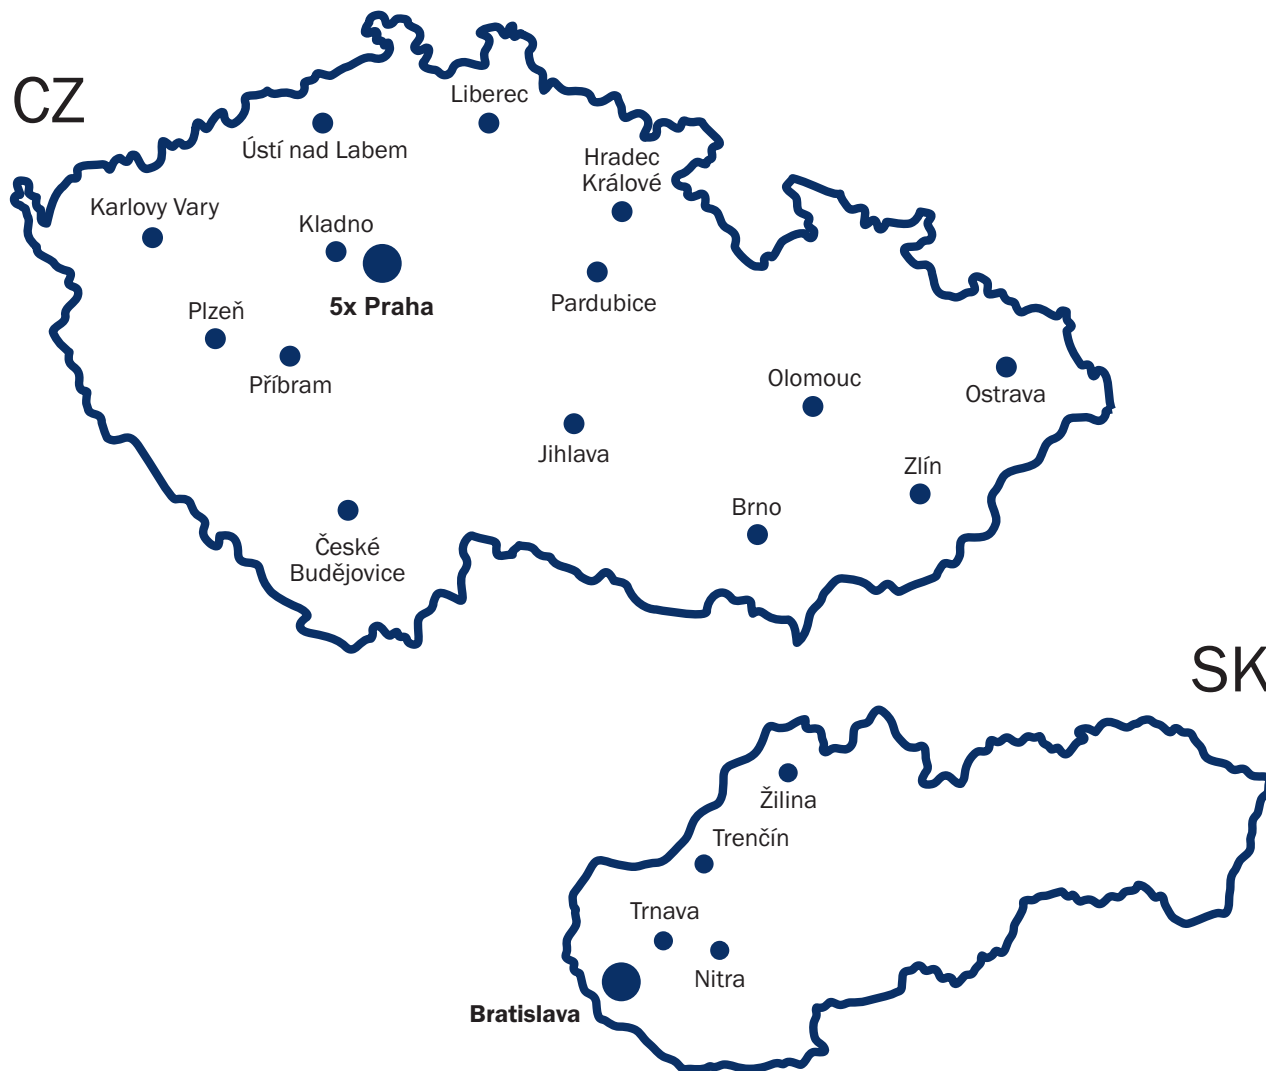 CZ
Liberec
Ústí nad Labem
Hradec
Králové
Karlovy Vary
Kladno
5x Praha
Pardubice
Plzeň
Příbram
Olomouc
Ostrava
Jihlava
Zlín
Brno
České
Budějovice
SK
Žilina
Trenčín
Trnava
Nitra
Bratislava